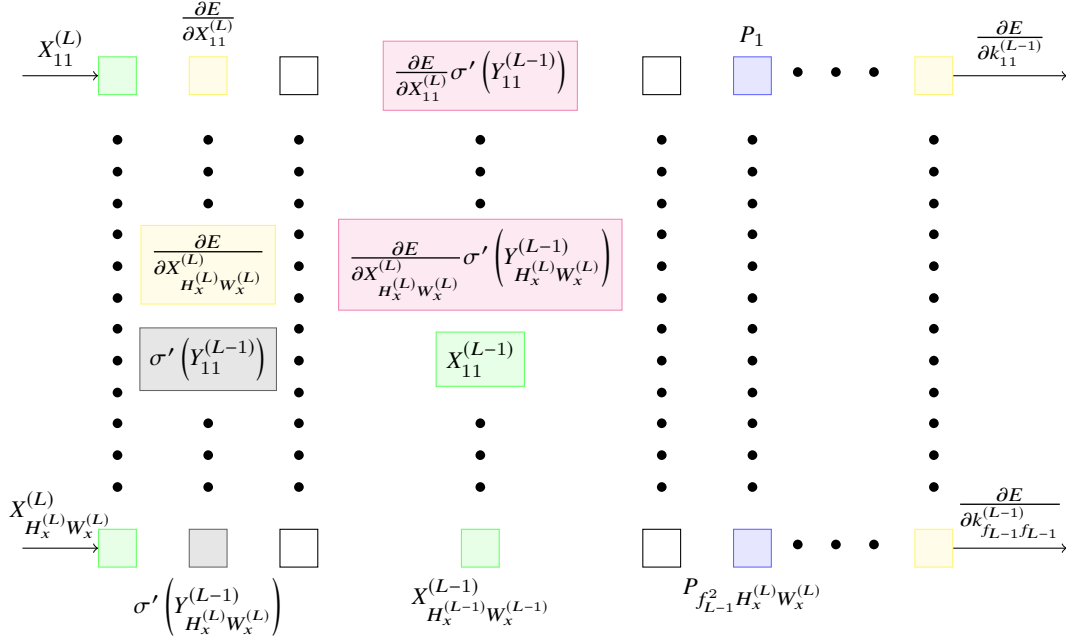 $X_{11}^{(L)}$
$\frac{\partial E}{\partial X_{11}^{(L)}}$
$\frac{\partial E}{\partial X_{11}^{(L)}} \sigma' \left( Y_{11}^{(L-1)} \right)$
$P_1$
$\frac{\partial E}{\partial k_{11}^{(L-1)}}$
$\frac{\partial E}{\partial X_{H_x^{(L)} W_x^{(L)}}^{(L)}}$
$\frac{\partial E}{\partial X_{H_x^{(L)} W_x^{(L)}}^{(L)}} \sigma' \left( Y_{H_x^{(L)} W_x^{(L)}}^{(L-1)} \right)$
$\sigma' \left( Y_{11}^{(L-1)} \right)$
$X_{11}^{(L-1)}$
$X_{H_x^{(L)} W_x^{(L)}}^{(L)}$
$\frac{\partial E}{\partial k_{f_{L-1} f_{L-1}}^{(L-1)}}$
$\sigma' \left( Y_{H_x^{(L)} W_x^{(L)}}^{(L-1)} \right)$
$X_{H_x^{(L-1)} W_x^{(L-1)}}^{(L-1)}$
$P_{f_{L-1}^2 H_x^{(L)} W_x^{(L)}}$